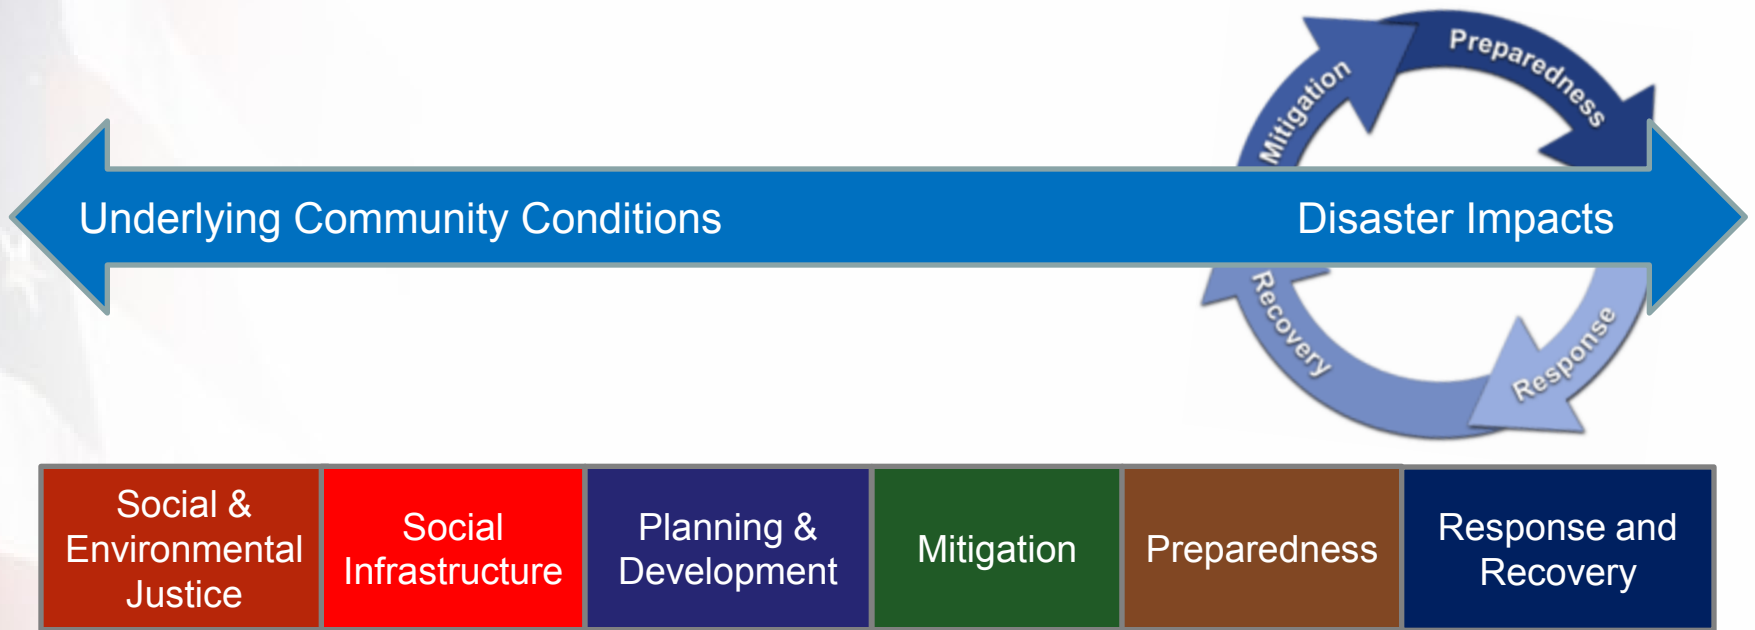 Preparedness
Mitigation
Underlying Community Conditions
Disaster Impacts
Recovery
Response
Social &
Environmental
Justice
Social
Infrastructure
Planning &
Development
Mitigation
Preparedness
Response and
Recovery